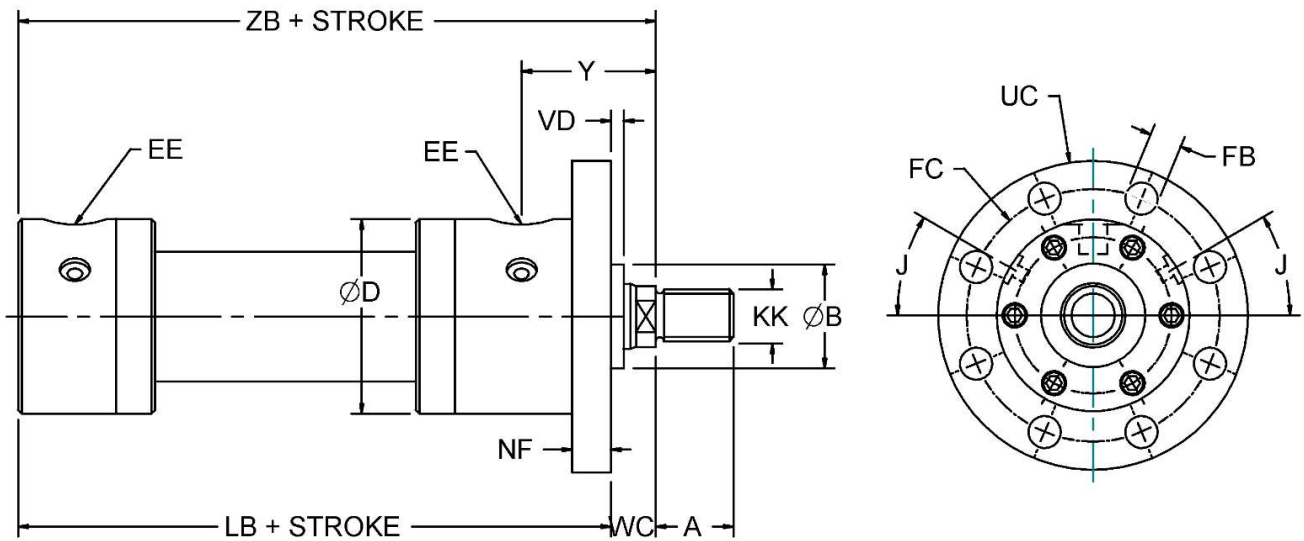 ZB + STROKE
Y
VD
EE
EE
ØD
KK
ØB
NF
LB + STROKE
WC
A
UC
FB
FC
J
J